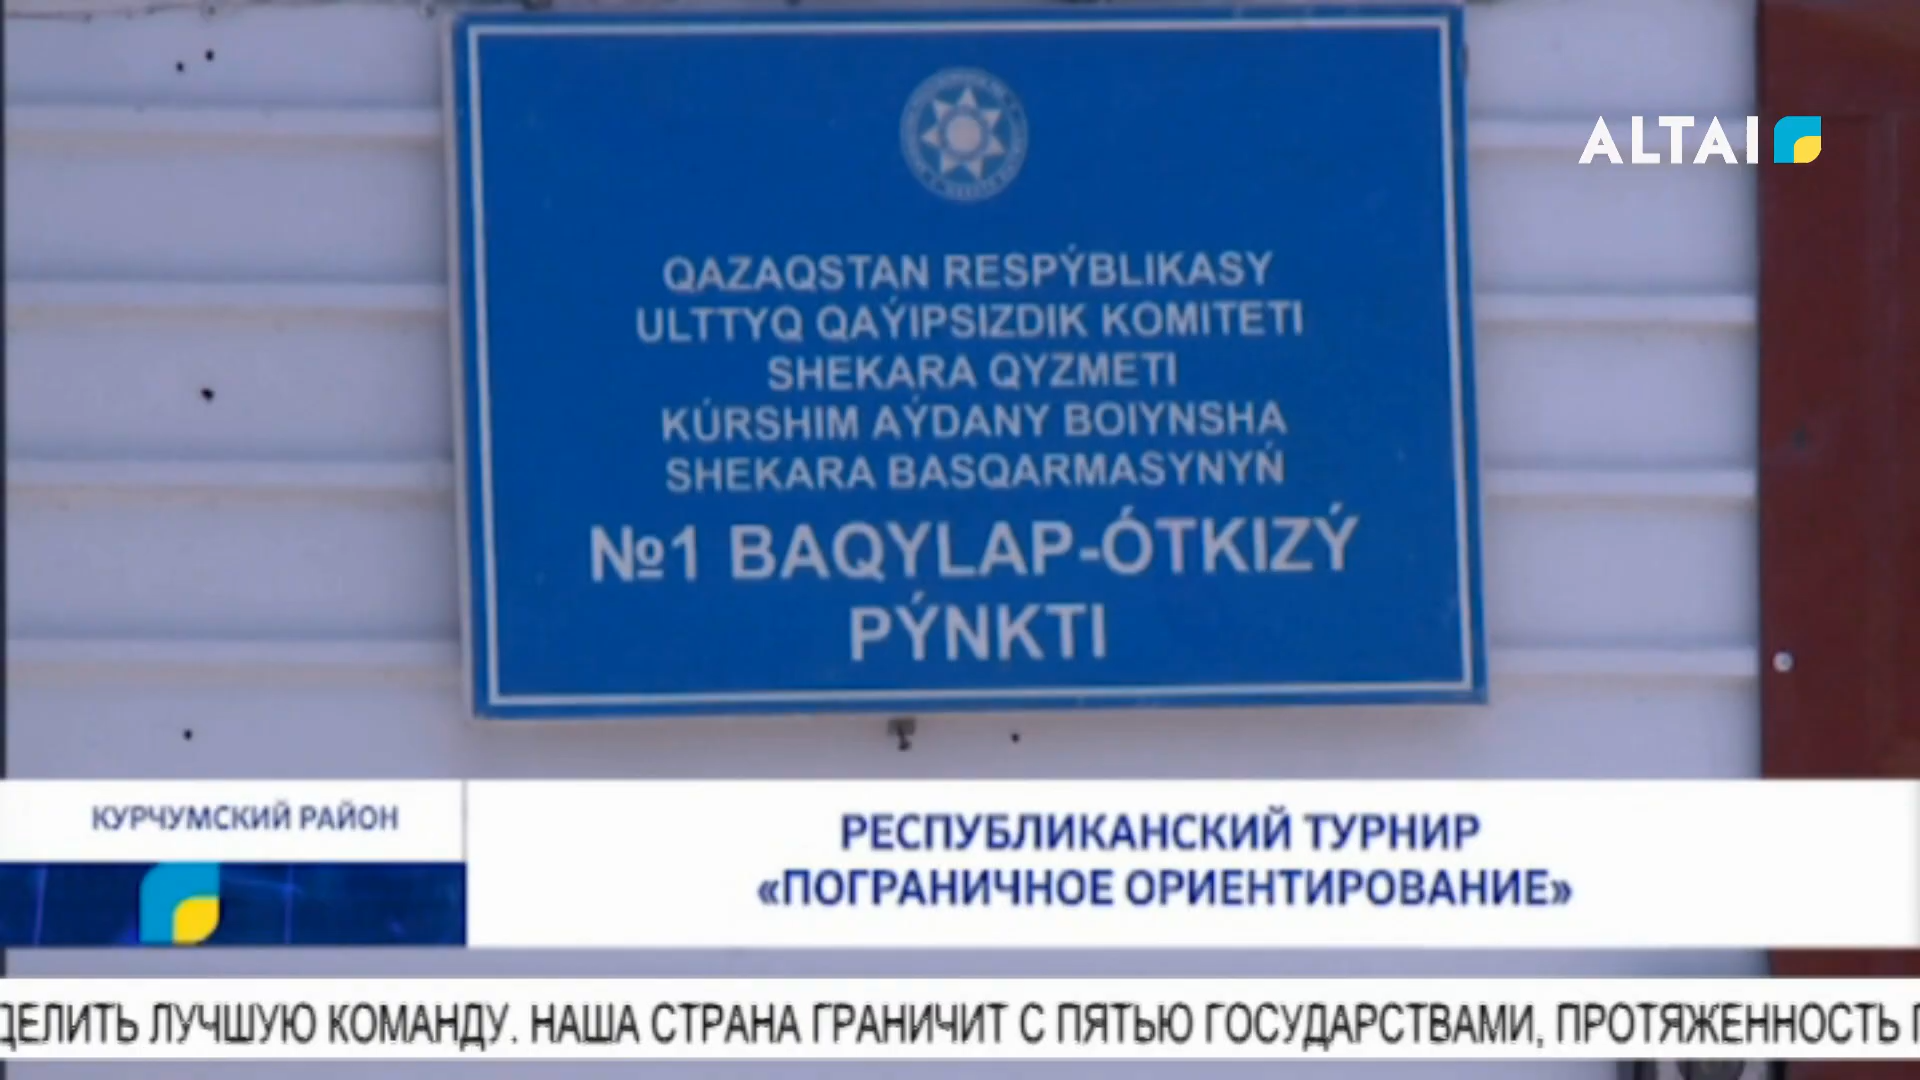 ALTAI
QAZAQSTAN RESPÝBLIKASY
ULTTYQ QAÝIPSIZDIK KOMITETI
SHEKARA QYZMETI
KÚRSHIM AÝDANY BOIYNSHA
SHEKARA BASQARMASYNYŃ
№1 BAQYLAP-ÓTKIZÝ
PÝNKTI
КУРЧУМСКИЙ РАЙОН
РЕСПУБЛИКАНСКИЙ ТУРНИР
«ПОГРАНИЧНОЕ ОРИЕНТИРОВАНИЕ»
ДЕЛИТЬ ЛУЧШУЮ КОМАНДУ. НАША СТРАНА ГРАНИЧИТ С ПЯТЬЮ ГОСУДАРСТВАМИ, ПРОТЯЖЕННОСТЬ